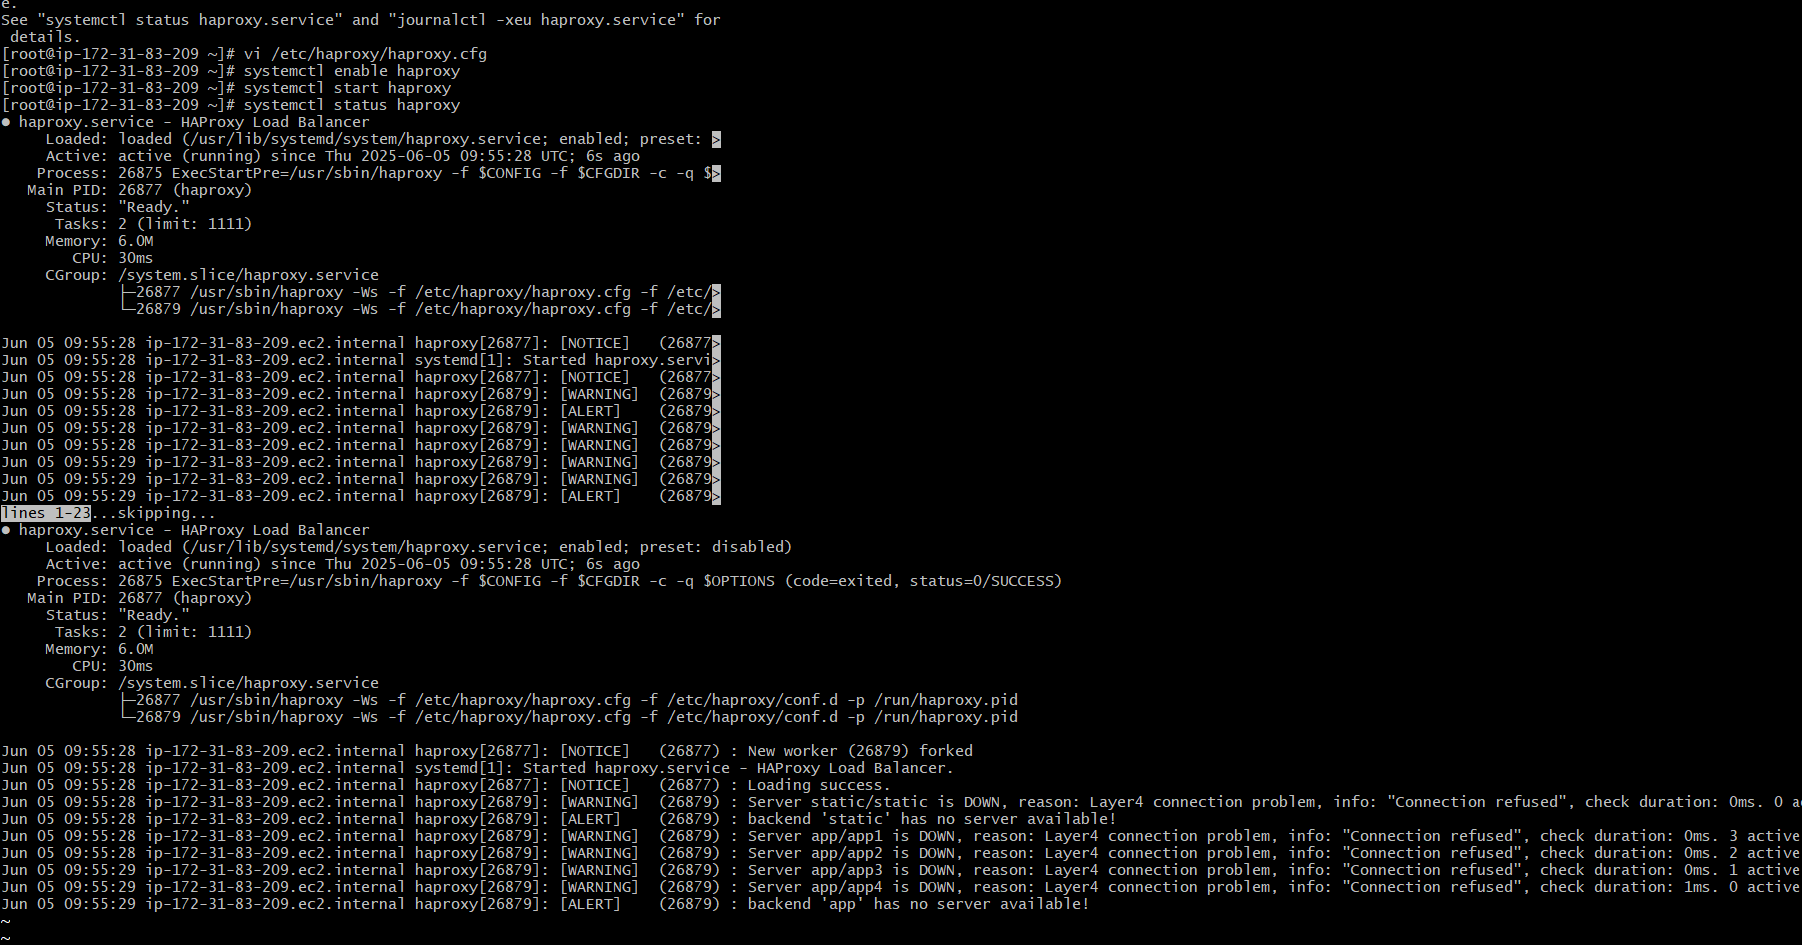 e.
See "systemctl status haproxy.service" and "journalctl -xeu haproxy.service" for
 details.
[root@ip-172-31-83-209 ~]# vi /etc/haproxy/haproxy.cfg
[root@ip-172-31-83-209 ~]# systemctl enable haproxy
[root@ip-172-31-83-209 ~]# systemctl start haproxy
[root@ip-172-31-83-209 ~]# systemctl status haproxy
● haproxy.service - HAProxy Load Balancer
     Loaded: loaded (/usr/lib/systemd/system/haproxy.service; enabled; preset: >
     Active: active (running) since Thu 2025-06-05 09:55:28 UTC; 6s ago
    Process: 26875 ExecStartPre=/usr/sbin/haproxy -f $CONFIG -f $CFGDIR -c -q $>
   Main PID: 26877 (haproxy)
     Status: "Ready."
      Tasks: 2 (limit: 1111)
     Memory: 6.0M
        CPU: 30ms
     CGroup: /system.slice/haproxy.service
             ├─26877 /usr/sbin/haproxy -Ws -f /etc/haproxy/haproxy.cfg -f /etc/>
             └─26879 /usr/sbin/haproxy -Ws -f /etc/haproxy/haproxy.cfg -f /etc/>
Jun 05 09:55:28 ip-172-31-83-209.ec2.internal haproxy[26877]: [NOTICE]   (26877>
Jun 05 09:55:28 ip-172-31-83-209.ec2.internal systemd[1]: Started haproxy.servi>
Jun 05 09:55:28 ip-172-31-83-209.ec2.internal haproxy[26877]: [NOTICE]   (26877>
Jun 05 09:55:28 ip-172-31-83-209.ec2.internal haproxy[26879]: [WARNING]  (26879>
Jun 05 09:55:28 ip-172-31-83-209.ec2.internal haproxy[26879]: [ALERT]    (26879>
Jun 05 09:55:28 ip-172-31-83-209.ec2.internal haproxy[26879]: [WARNING]  (26879>
Jun 05 09:55:28 ip-172-31-83-209.ec2.internal haproxy[26879]: [WARNING]  (26879>
Jun 05 09:55:29 ip-172-31-83-209.ec2.internal haproxy[26879]: [WARNING]  (26879>
Jun 05 09:55:29 ip-172-31-83-209.ec2.internal haproxy[26879]: [WARNING]  (26879>
Jun 05 09:55:29 ip-172-31-83-209.ec2.internal haproxy[26879]: [ALERT]    (26879>
lines 1-23...skipping...
● haproxy.service - HAProxy Load Balancer
     Loaded: loaded (/usr/lib/systemd/system/haproxy.service; enabled; preset: disabled)
     Active: active (running) since Thu 2025-06-05 09:55:28 UTC; 6s ago
    Process: 26875 ExecStartPre=/usr/sbin/haproxy -f $CONFIG -f $CFGDIR -c -q $OPTIONS (code=exited, status=0/SUCCESS)
   Main PID: 26877 (haproxy)
     Status: "Ready."
      Tasks: 2 (limit: 1111)
     Memory: 6.0M
        CPU: 30ms
     CGroup: /system.slice/haproxy.service
             ├─26877 /usr/sbin/haproxy -Ws -f /etc/haproxy/haproxy.cfg -f /etc/haproxy/conf.d -p /run/haproxy.pid
             └─26879 /usr/sbin/haproxy -Ws -f /etc/haproxy/haproxy.cfg -f /etc/haproxy/conf.d -p /run/haproxy.pid
Jun 05 09:55:28 ip-172-31-83-209.ec2.internal haproxy[26877]: [NOTICE]   (26877) : New worker (26879) forked
Jun 05 09:55:28 ip-172-31-83-209.ec2.internal systemd[1]: Started haproxy.service - HAProxy Load Balancer.
Jun 05 09:55:28 ip-172-31-83-209.ec2.internal haproxy[26877]: [NOTICE]   (26877) : Loading success.
Jun 05 09:55:28 ip-172-31-83-209.ec2.internal haproxy[26879]: [WARNING]  (26879) : Server static/static is DOWN, reason: Layer4 connection problem, info: "Connection refused", check duration: 0ms. 0 ac
Jun 05 09:55:28 ip-172-31-83-209.ec2.internal haproxy[26879]: [ALERT]    (26879) : backend 'static' has no server available!
Jun 05 09:55:28 ip-172-31-83-209.ec2.internal haproxy[26879]: [WARNING]  (26879) : Server app/app1 is DOWN, reason: Layer4 connection problem, info: "Connection refused", check duration: 0ms. 3 active
Jun 05 09:55:28 ip-172-31-83-209.ec2.internal haproxy[26879]: [WARNING]  (26879) : Server app/app2 is DOWN, reason: Layer4 connection problem, info: "Connection refused", check duration: 0ms. 2 active
Jun 05 09:55:29 ip-172-31-83-209.ec2.internal haproxy[26879]: [WARNING]  (26879) : Server app/app3 is DOWN, reason: Layer4 connection problem, info: "Connection refused", check duration: 0ms. 1 active
Jun 05 09:55:29 ip-172-31-83-209.ec2.internal haproxy[26879]: [WARNING]  (26879) : Server app/app4 is DOWN, reason: Layer4 connection problem, info: "Connection refused", check duration: 1ms. 0 active
Jun 05 09:55:29 ip-172-31-83-209.ec2.internal haproxy[26879]: [ALERT]    (26879) : backend 'app' has no server available!
~
~